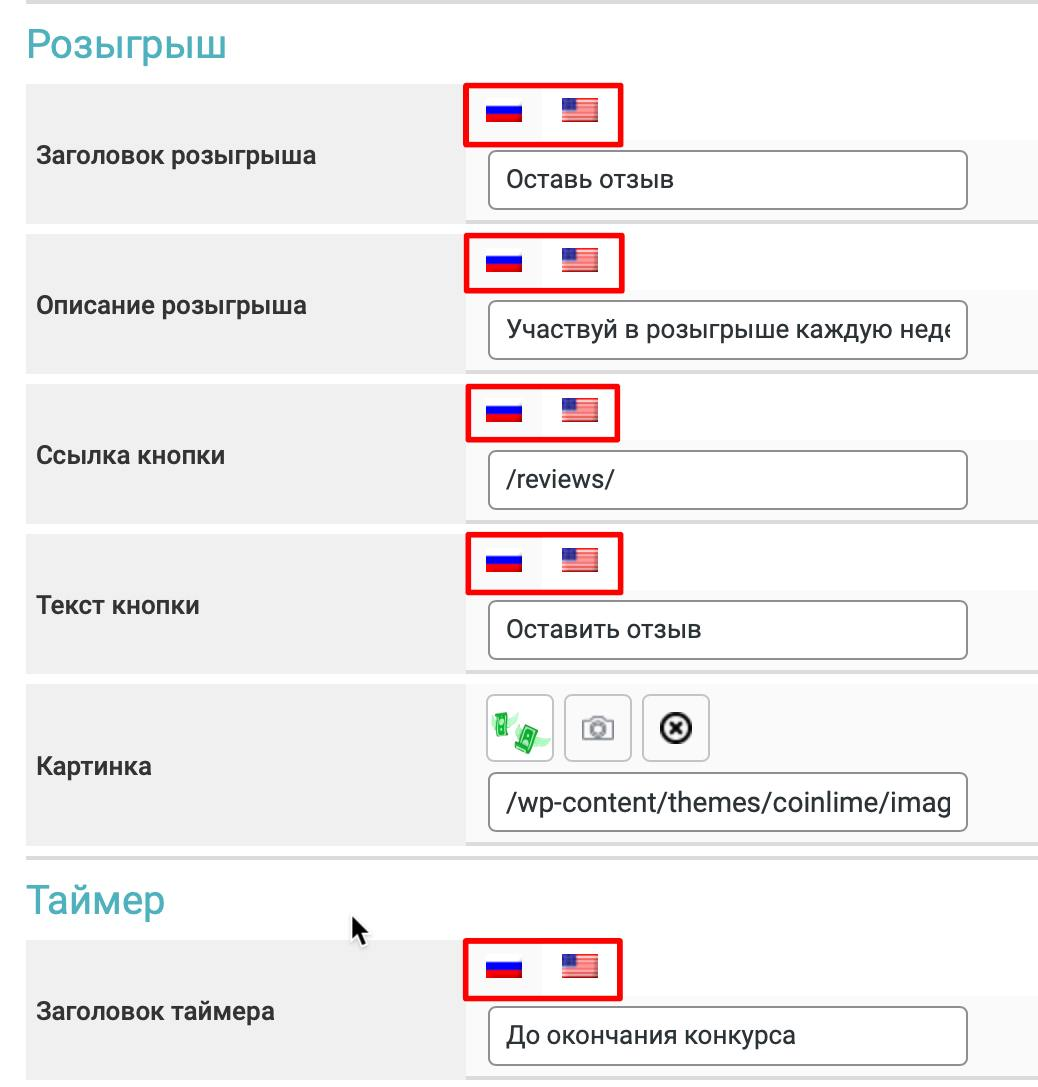 Розыгрыш
Заголовок розыгрыша
Оставь отзыв
Описание розыгрыша
Участвуй в розыгрыше каждую
Ссылка кнопки
/reviews/
Текст кнопки
Оставить отзыв
Картинка
/wp-content/themes/coinlime/imag
Таймер
Заголовок таймера
До окончания конкурса